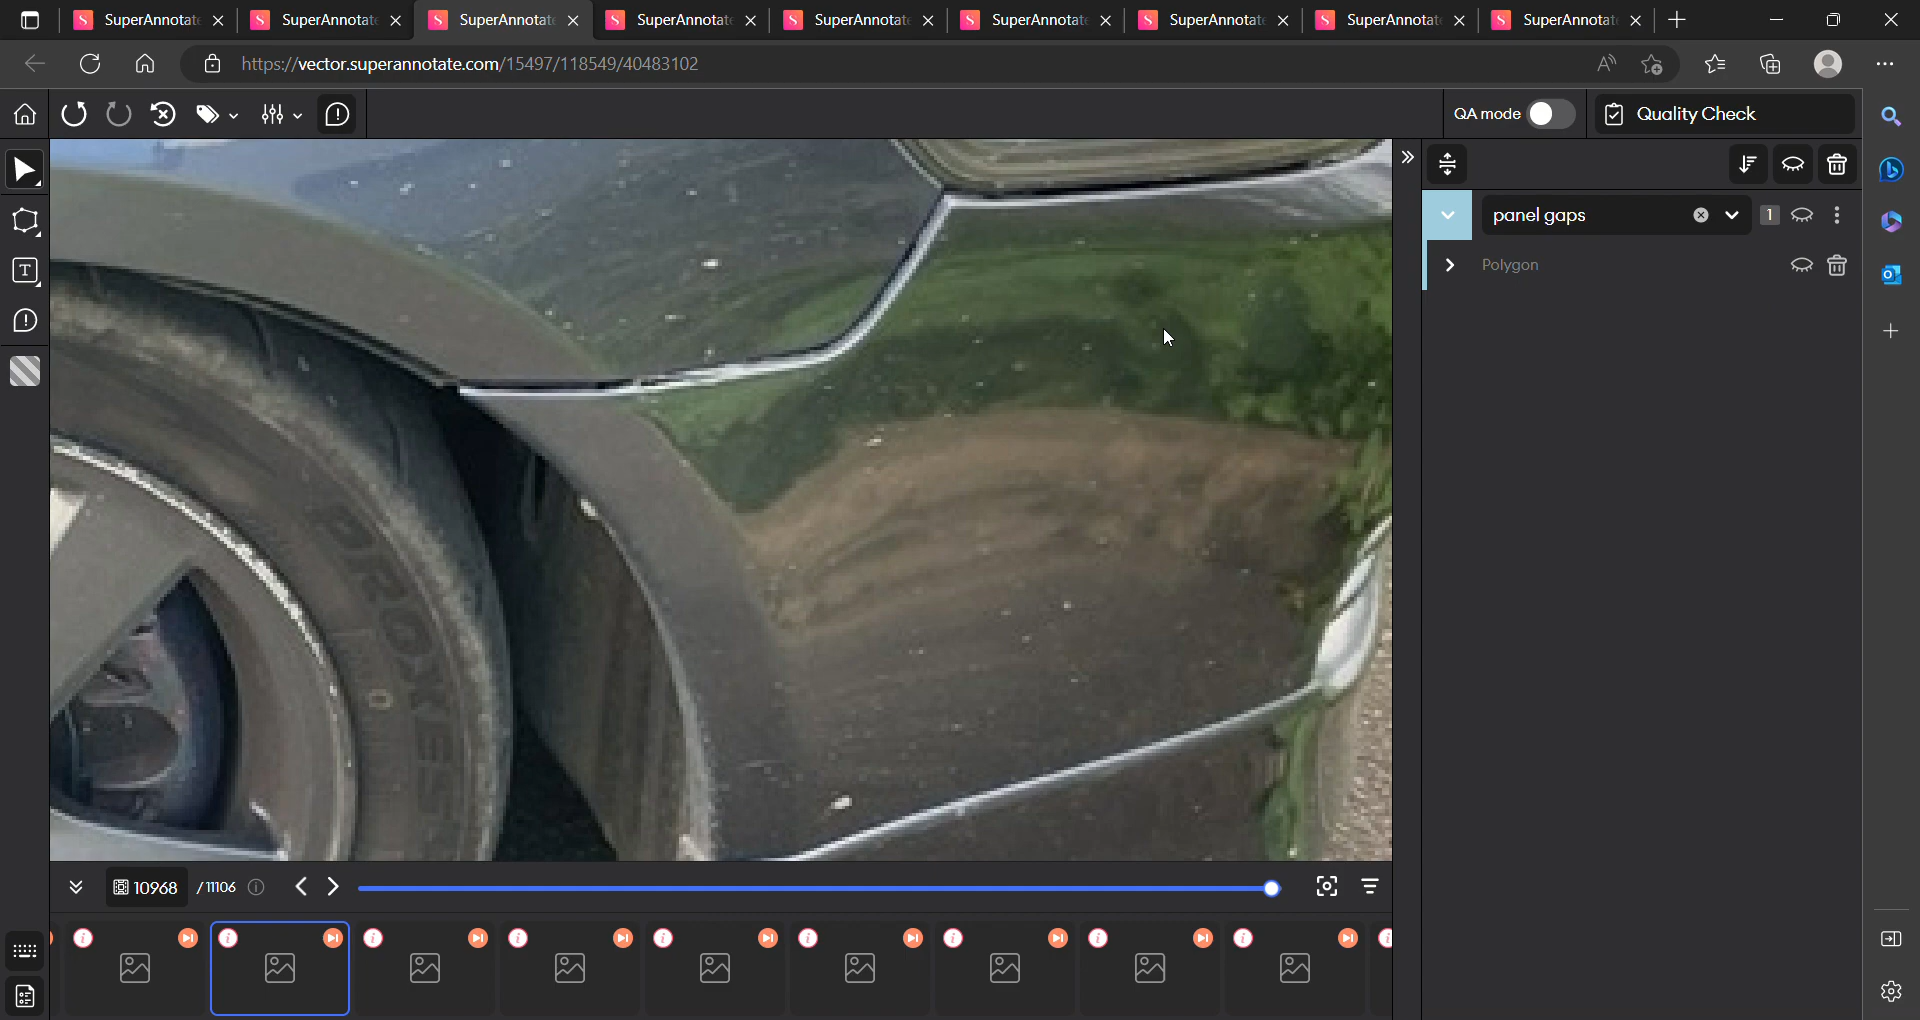 SuperAnnotat SuperAnnotat SuperAnnotat SuperAnnotat SuperAnnotat SuperAnnotat SuperAnnotat SuperAnnotat SuperAnnotat
https://vector.superannotate.com/15497/118549/40483102
QA mode Quality Check
panel gaps 1
Polygon
PROXES
10968 /11106